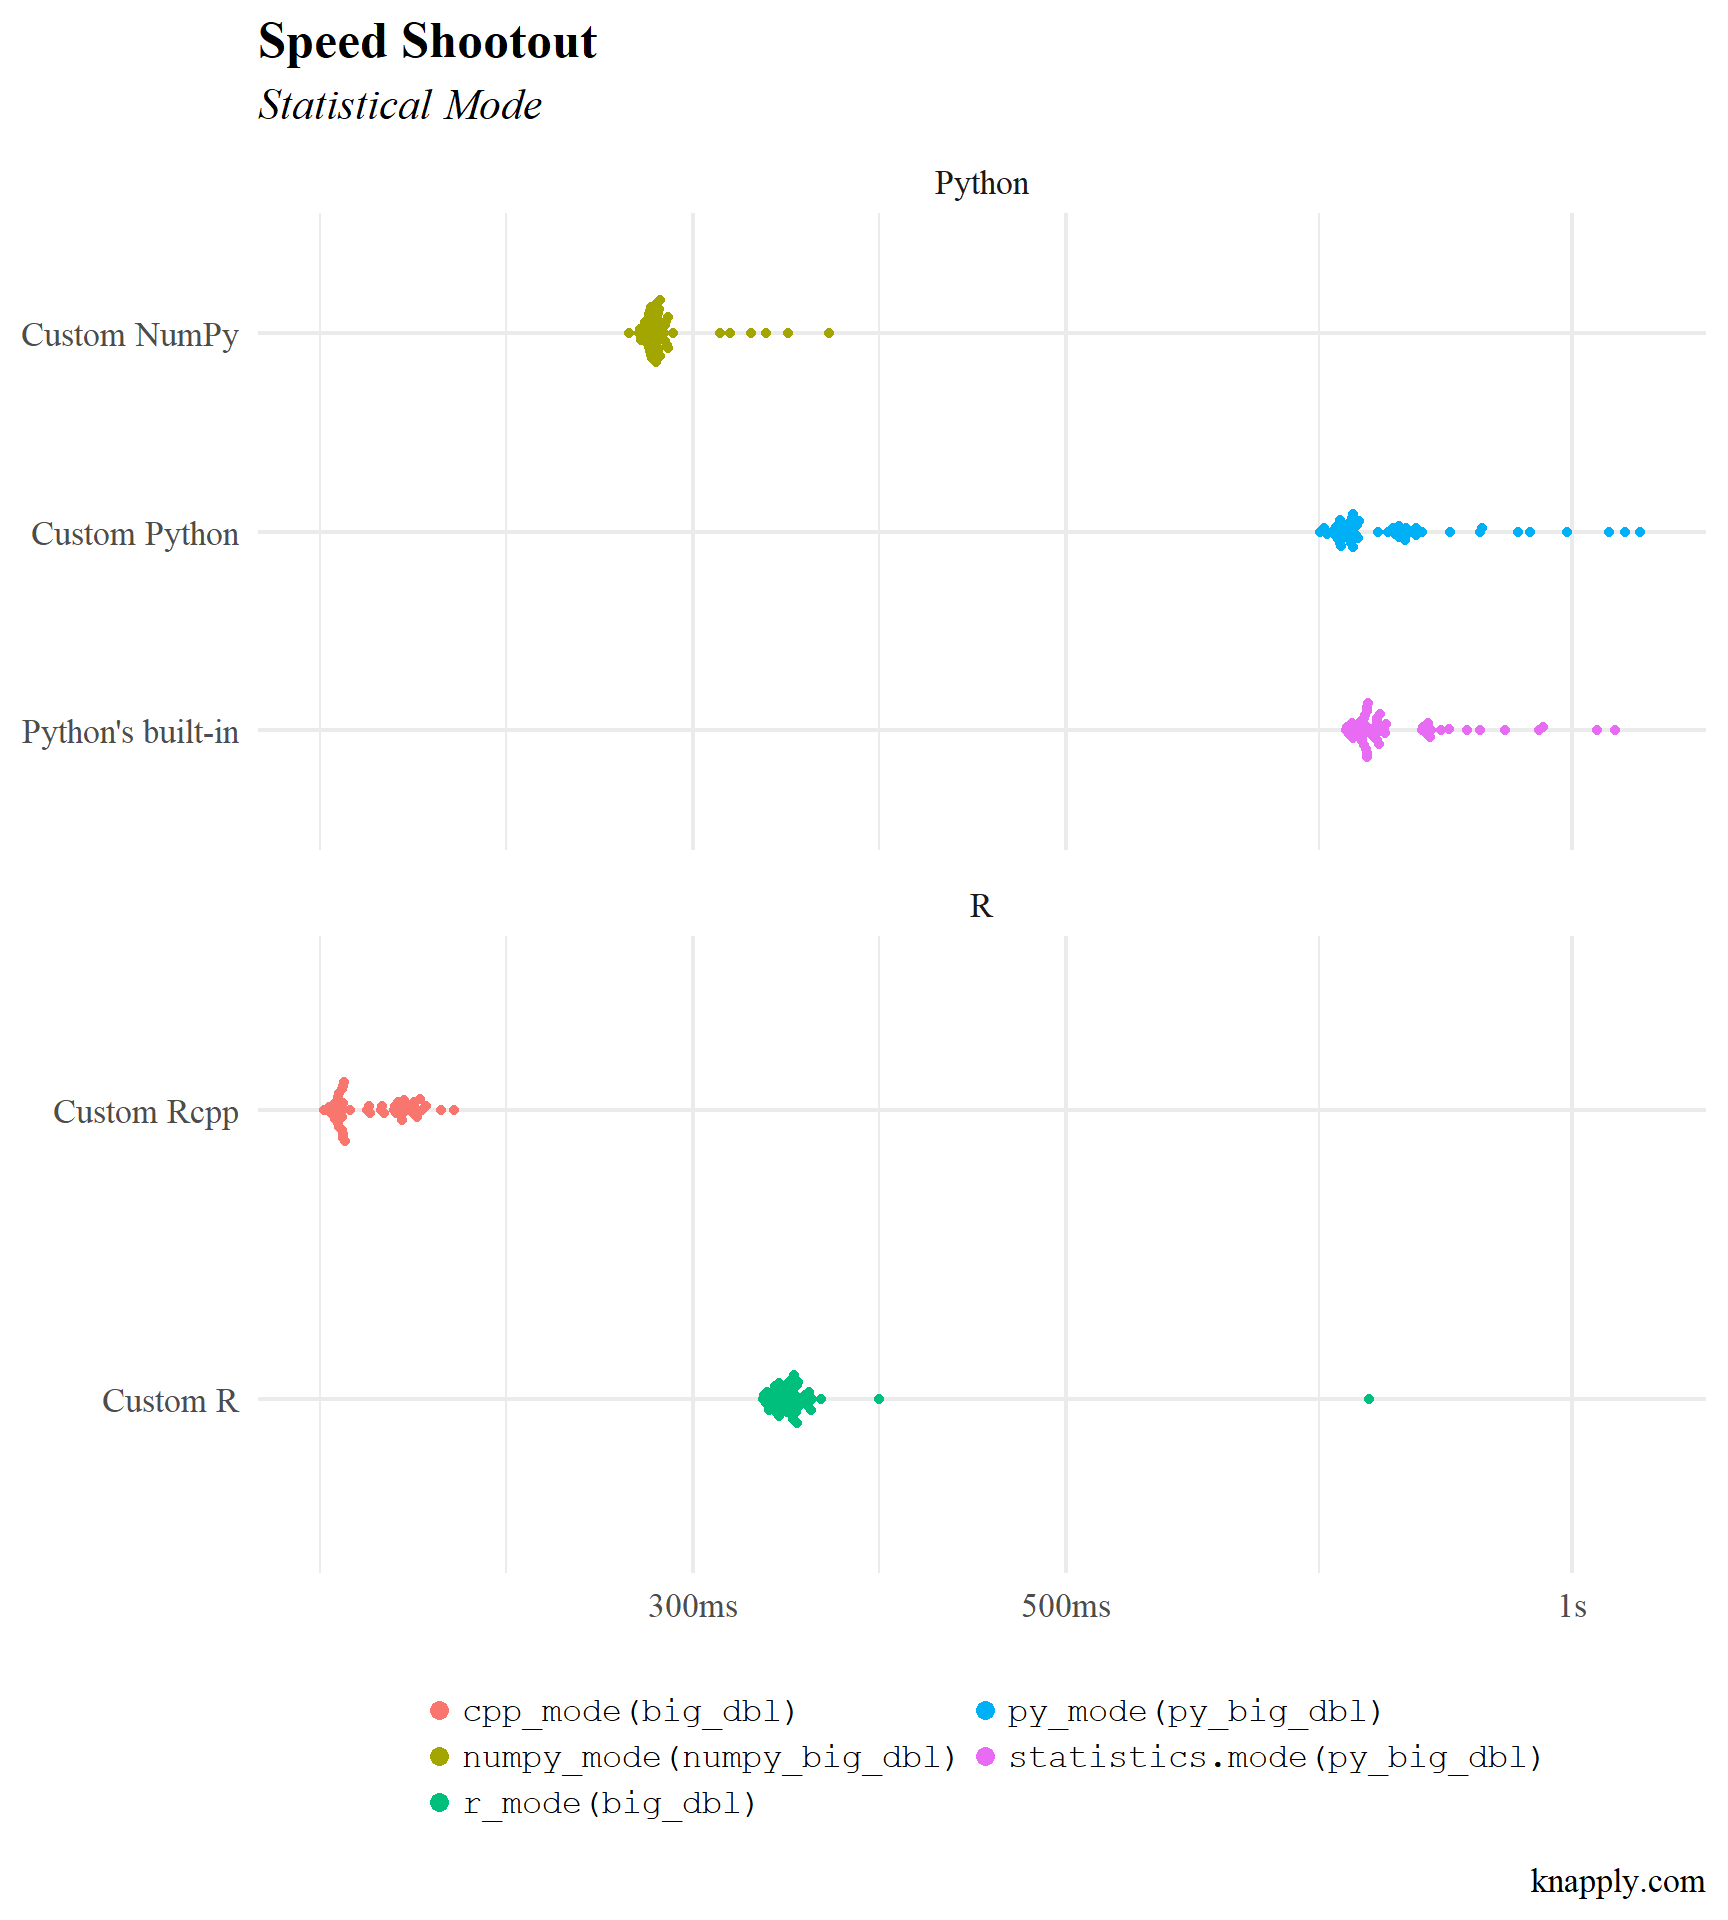 Speed Shootout
Statistical Mode
Python
Custom NumPy
Custom Python
Python's built-in
R
Custom Rcpp
Custom R
300ms 500ms 1s
cpp_mode(big_dbl) py_mode(py_big_dbl)
numpy_mode(numpy_big_dbl) statistics.mode(py_big_dbl)
r_mode(big_dbl)
knapply.com